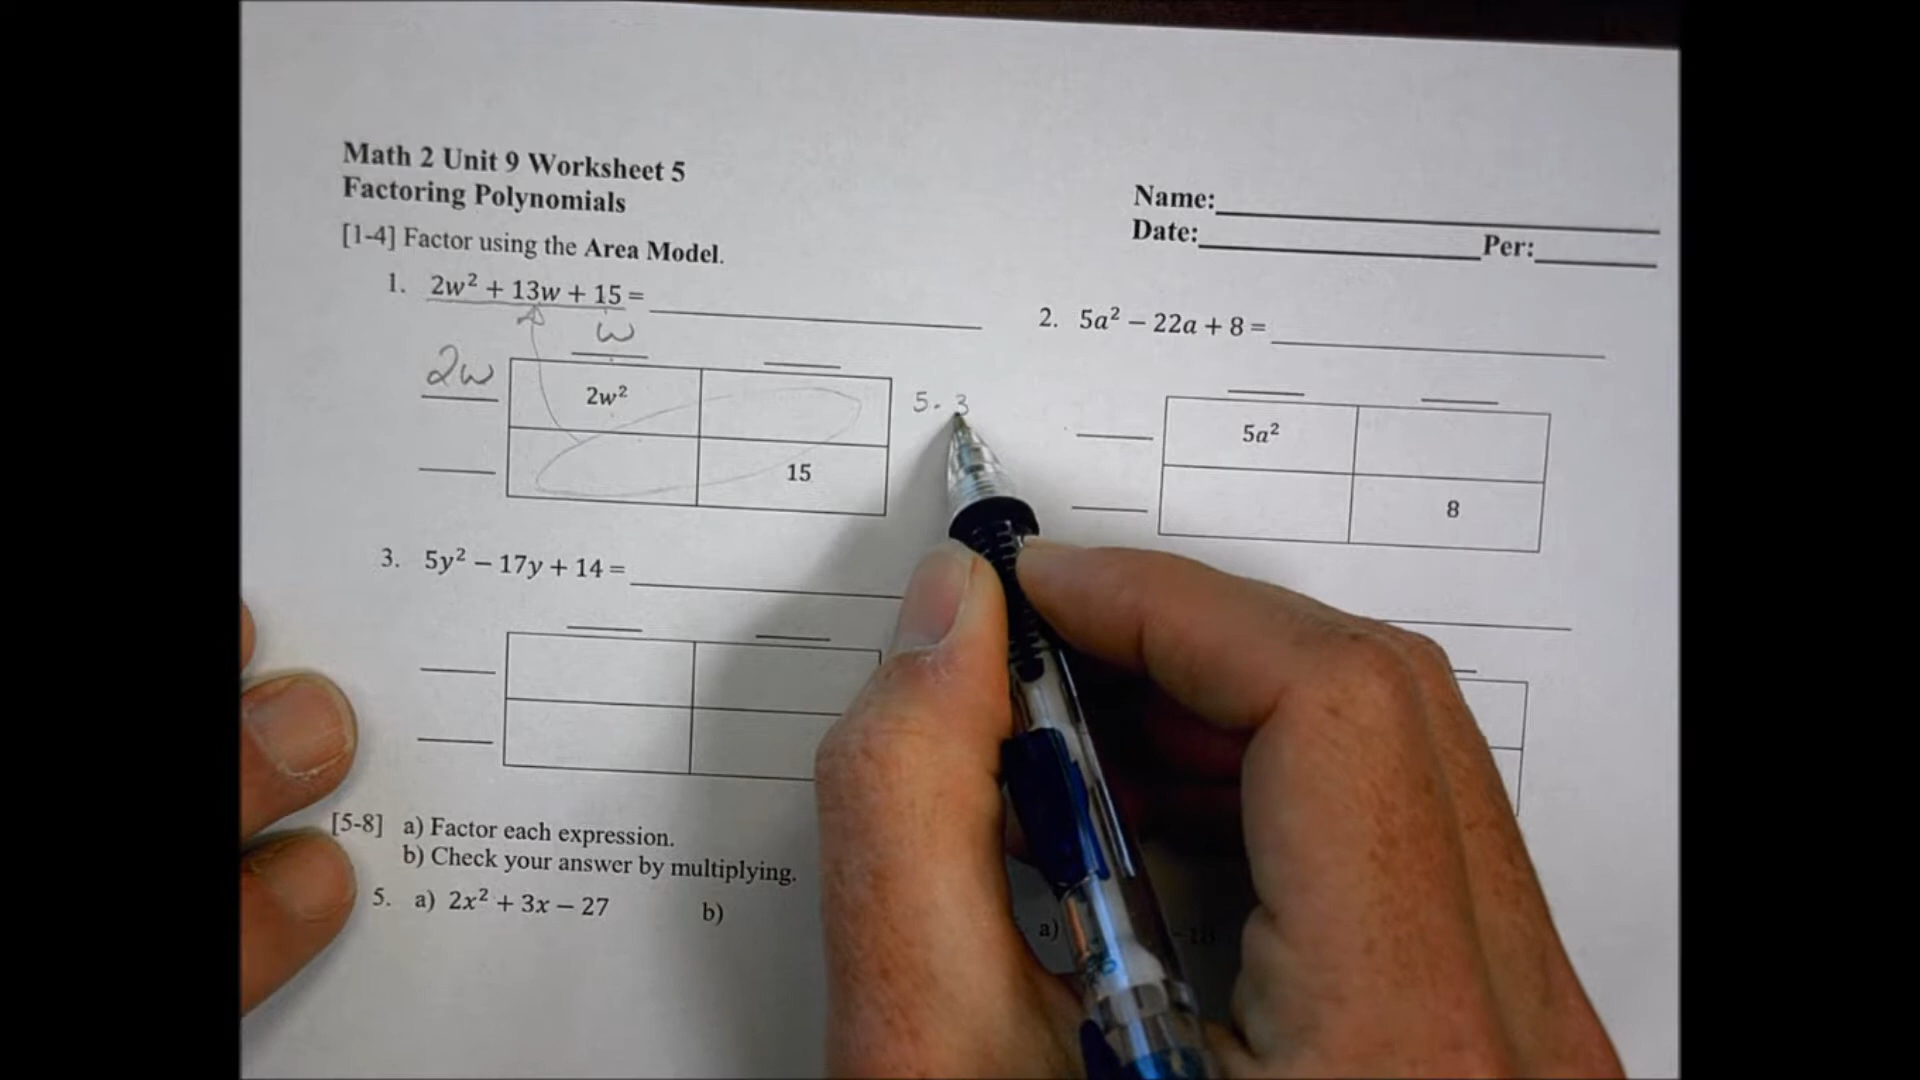 Math 2 Unit 9 Worksheet 5
Factoring Polynomials
Name:
Date: Per:
[1-4] Factor using the Area Model.
1. 2w² + 13w + 15 =
w
2w
2w²
15
5 · 3
2. 5a² − 22a + 8 =
5a²
8
3. 5y² − 17y + 14 =
[5-8] a) Factor each expression.
b) Check your answer by multiplying.
5. a) 2x² + 3x − 27 b)
a)